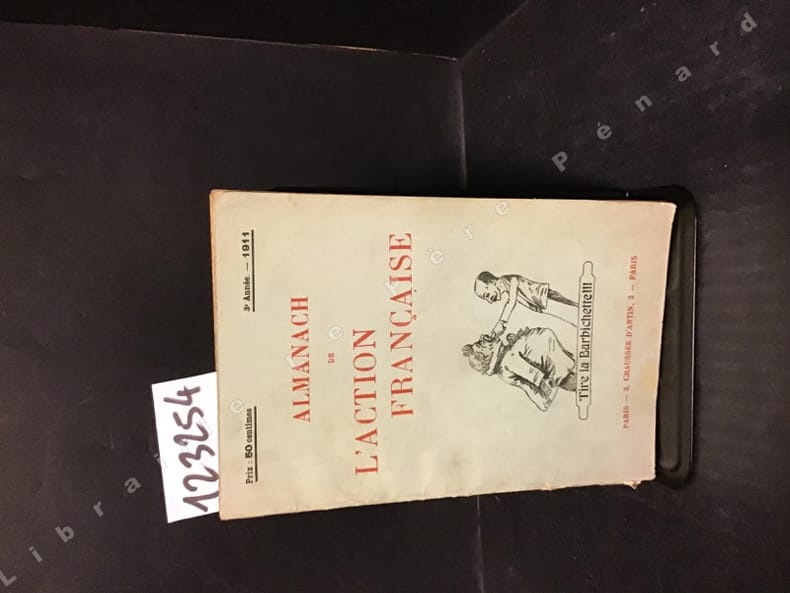 Prix : 50 centimes
3e Année. — 1911
ALMANACH
DE
L'ACTION
FRANÇAISE
Tire la Barbichette!!!
PARIS — 3, CHAUSSÉE D'ANTIN, 3 — PARIS
123254
Librairie Père Pénard